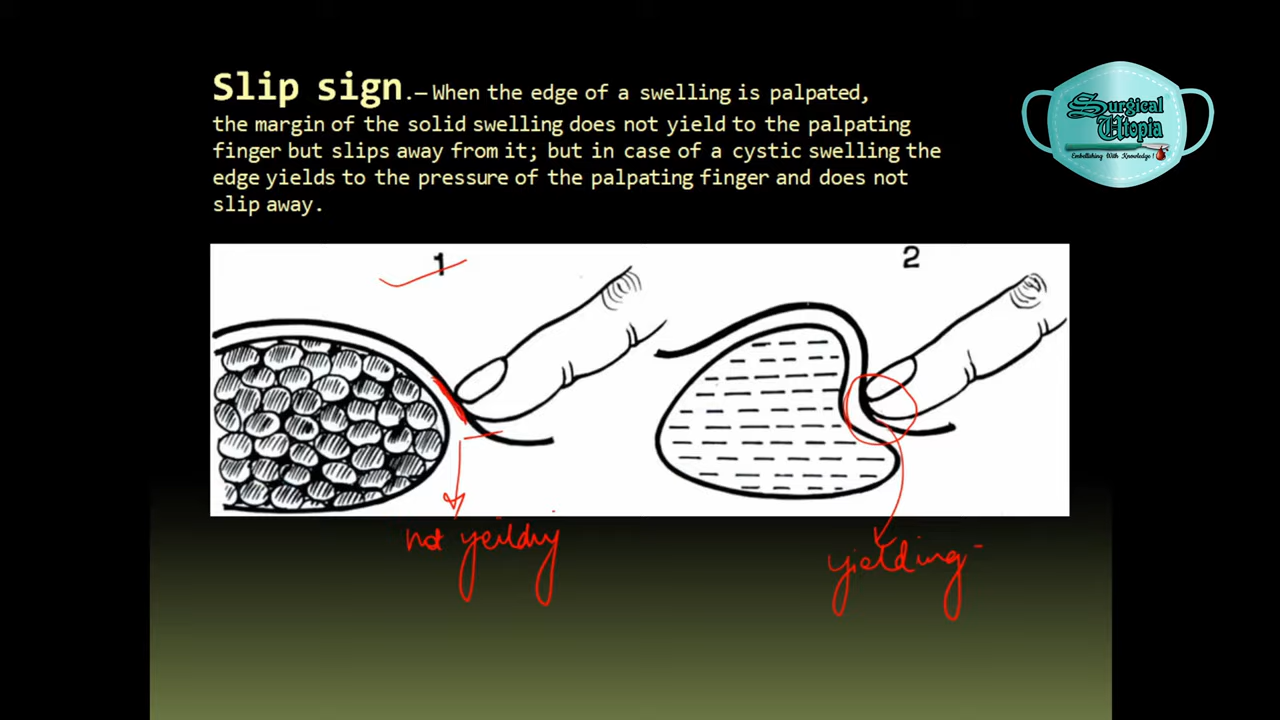 Slip sign.— When the edge of a swelling is palpated,
the margin of the solid swelling does not yield to the palpating
finger but slips away from it; but in case of a cystic swelling the
edge yields to the pressure of the palpating finger and does not
slip away.
Surgical
Utopia
Embellishing With Knowledge !
1
2
not yeilding
yielding